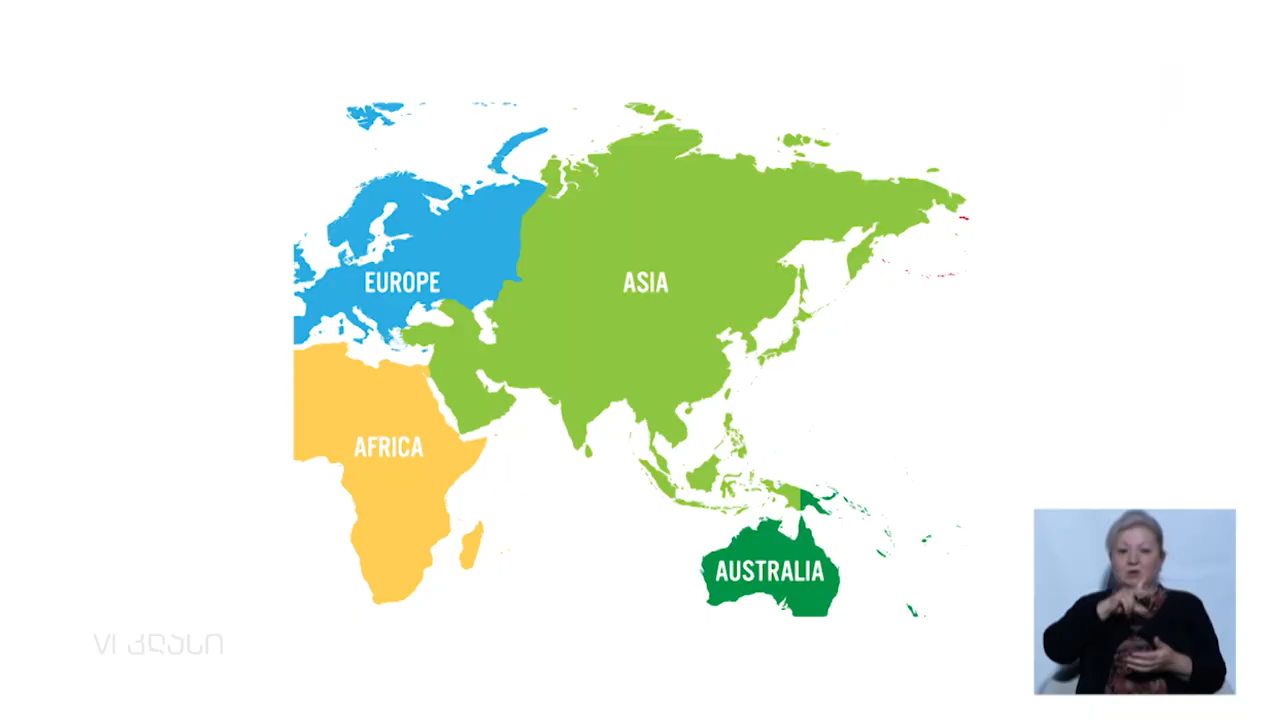 EUROPE
ASIA
AFRICA
AUSTRALIA
VI კლასი